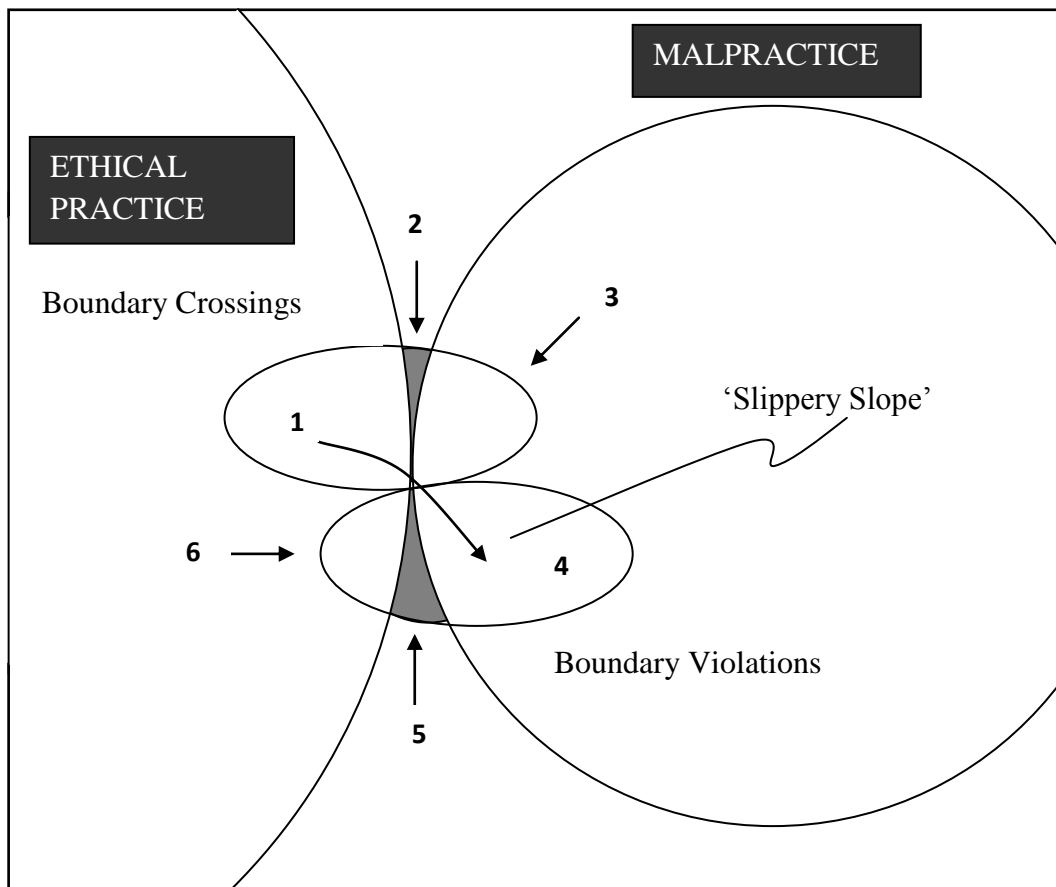 MALPRACTICE
ETHICAL
PRACTICE
2
Boundary Crossings
3
‘Slippery Slope’
1
6
4
Boundary Violations
5